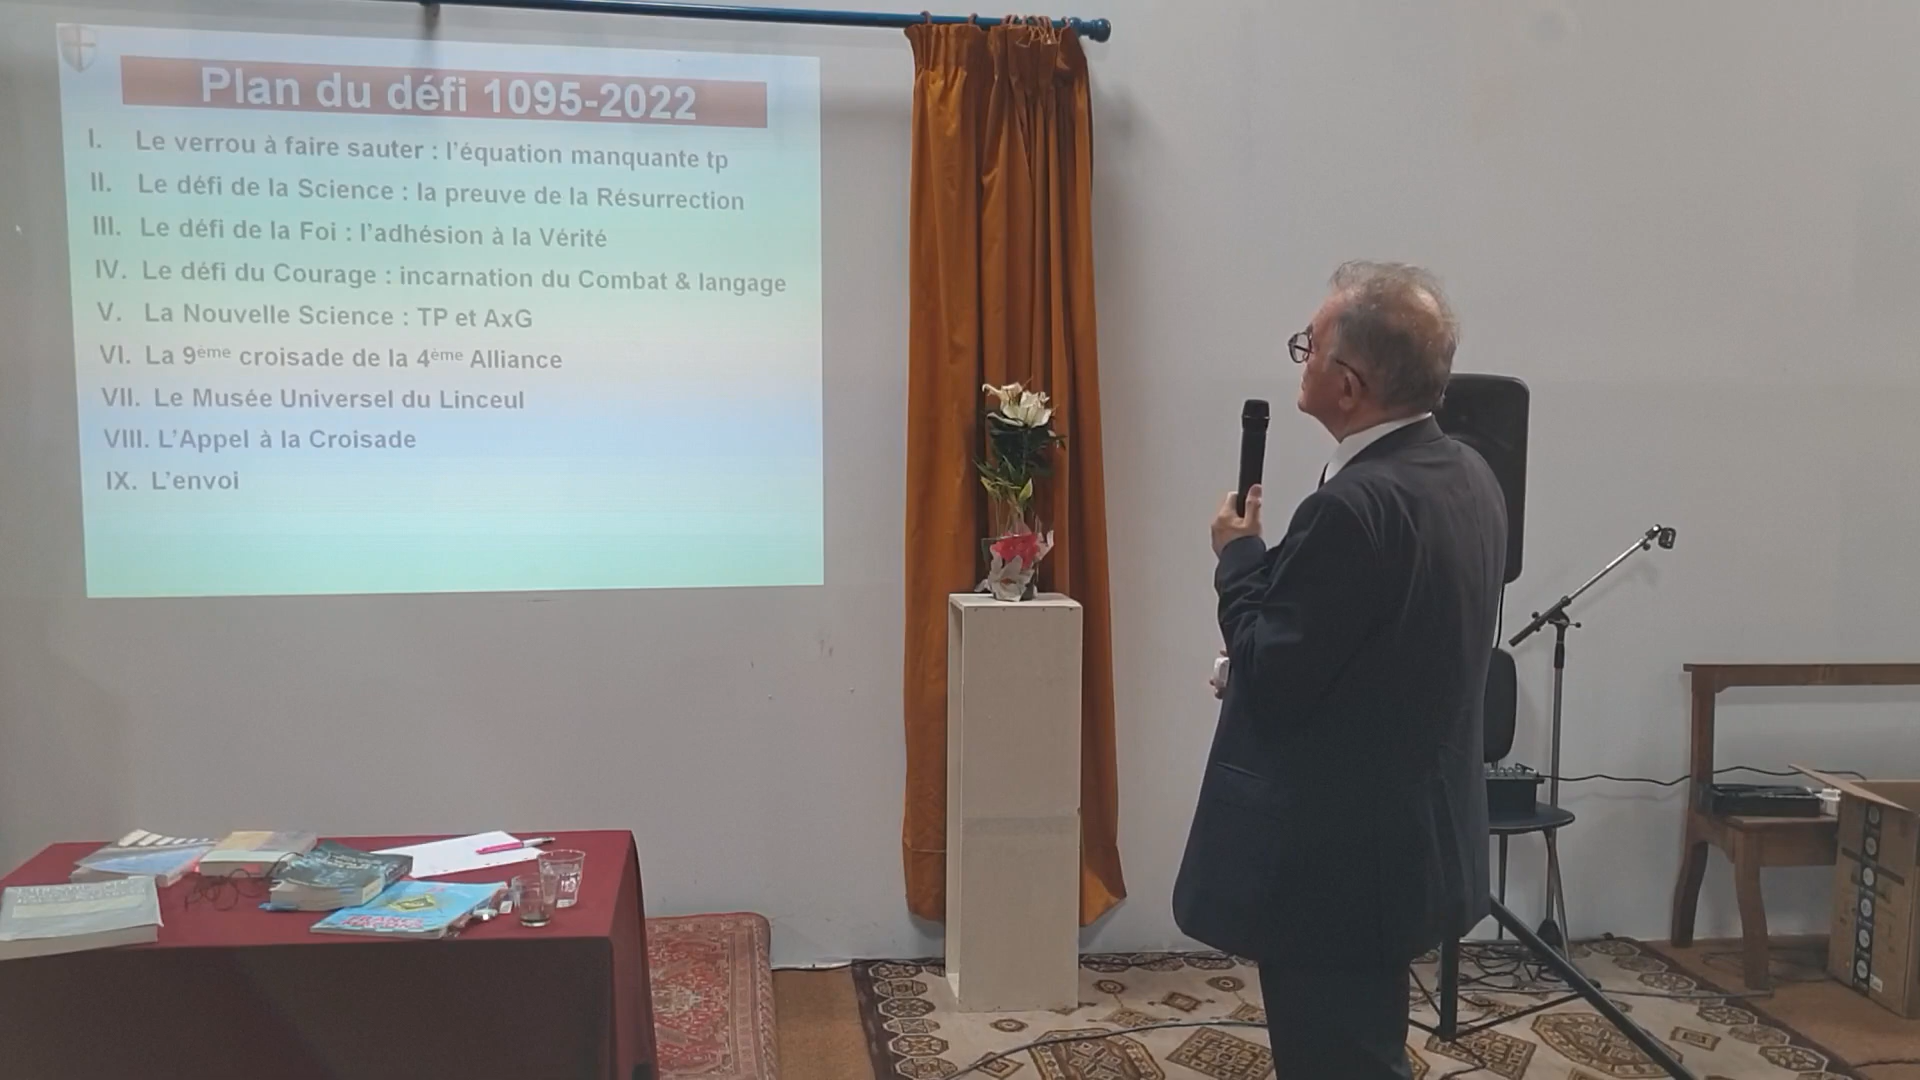 Plan du défi 1095-2022
I. Le verrou à faire sauter : l'équation manquante tp
II. Le défi de la Science : la preuve de la Résurrection
III. Le défi de la Foi : l'adhésion à la Vérité
IV. Le défi du Courage : incarnation du Combat & langage
V. La Nouvelle Science : TP et AxG
VI. La 9ème croisade de la 4ème Alliance
VII. Le Musée Universel du Linceul
VIII. L'Appel à la Croisade
IX. L'envoi